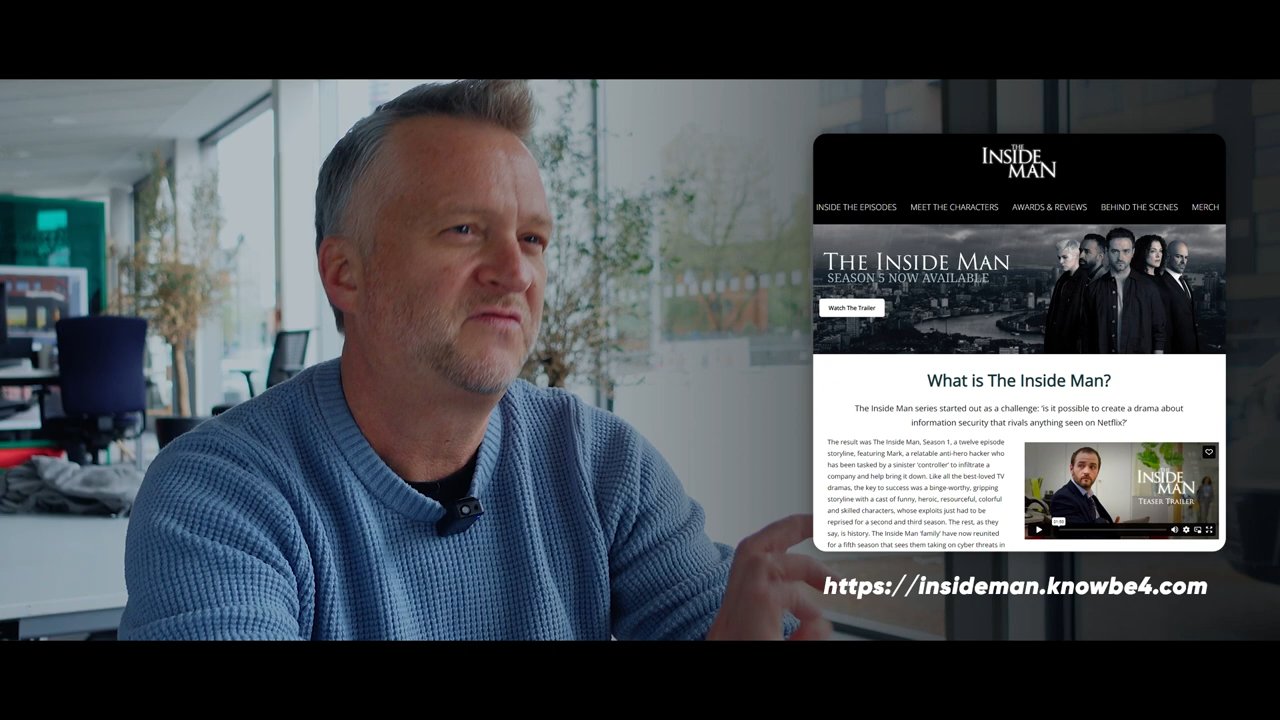 THE
INSIDE
MAN
INSIDE THE EPISODES MEET THE CHARACTERS AWARDS & REVIEWS BEHIND THE SCENES MERCH
THE INSIDE MAN
SEASON 5 NOW AVAILABLE
Watch The Trailer
What is The Inside Man?
The Inside Man series started out as a challenge: ‘is it possible to create a drama about
information security that rivals anything seen on Netflix?’
The result was The Inside Man, Season 1, a twelve episode
storyline, featuring Mark, a relatable anti-hero hacker who
has been tasked by a sinister ‘controller’ to infiltrate a
company and help bring it down. Like all the best-loved TV
dramas, the key to success was a binge-worthy, gripping
storyline with a cast of funny, heroic, resourceful, colorful
and skilled characters, whose exploits just had to be
reprised for a second and third season. The rest, as they
say, is history. The Inside Man ‘family’ have now reunited
for a fifth season that sees them taking on cyber threats in
THE
INSIDE
MAN
TEASER TRAILER
https://insideman.knowbe4.com